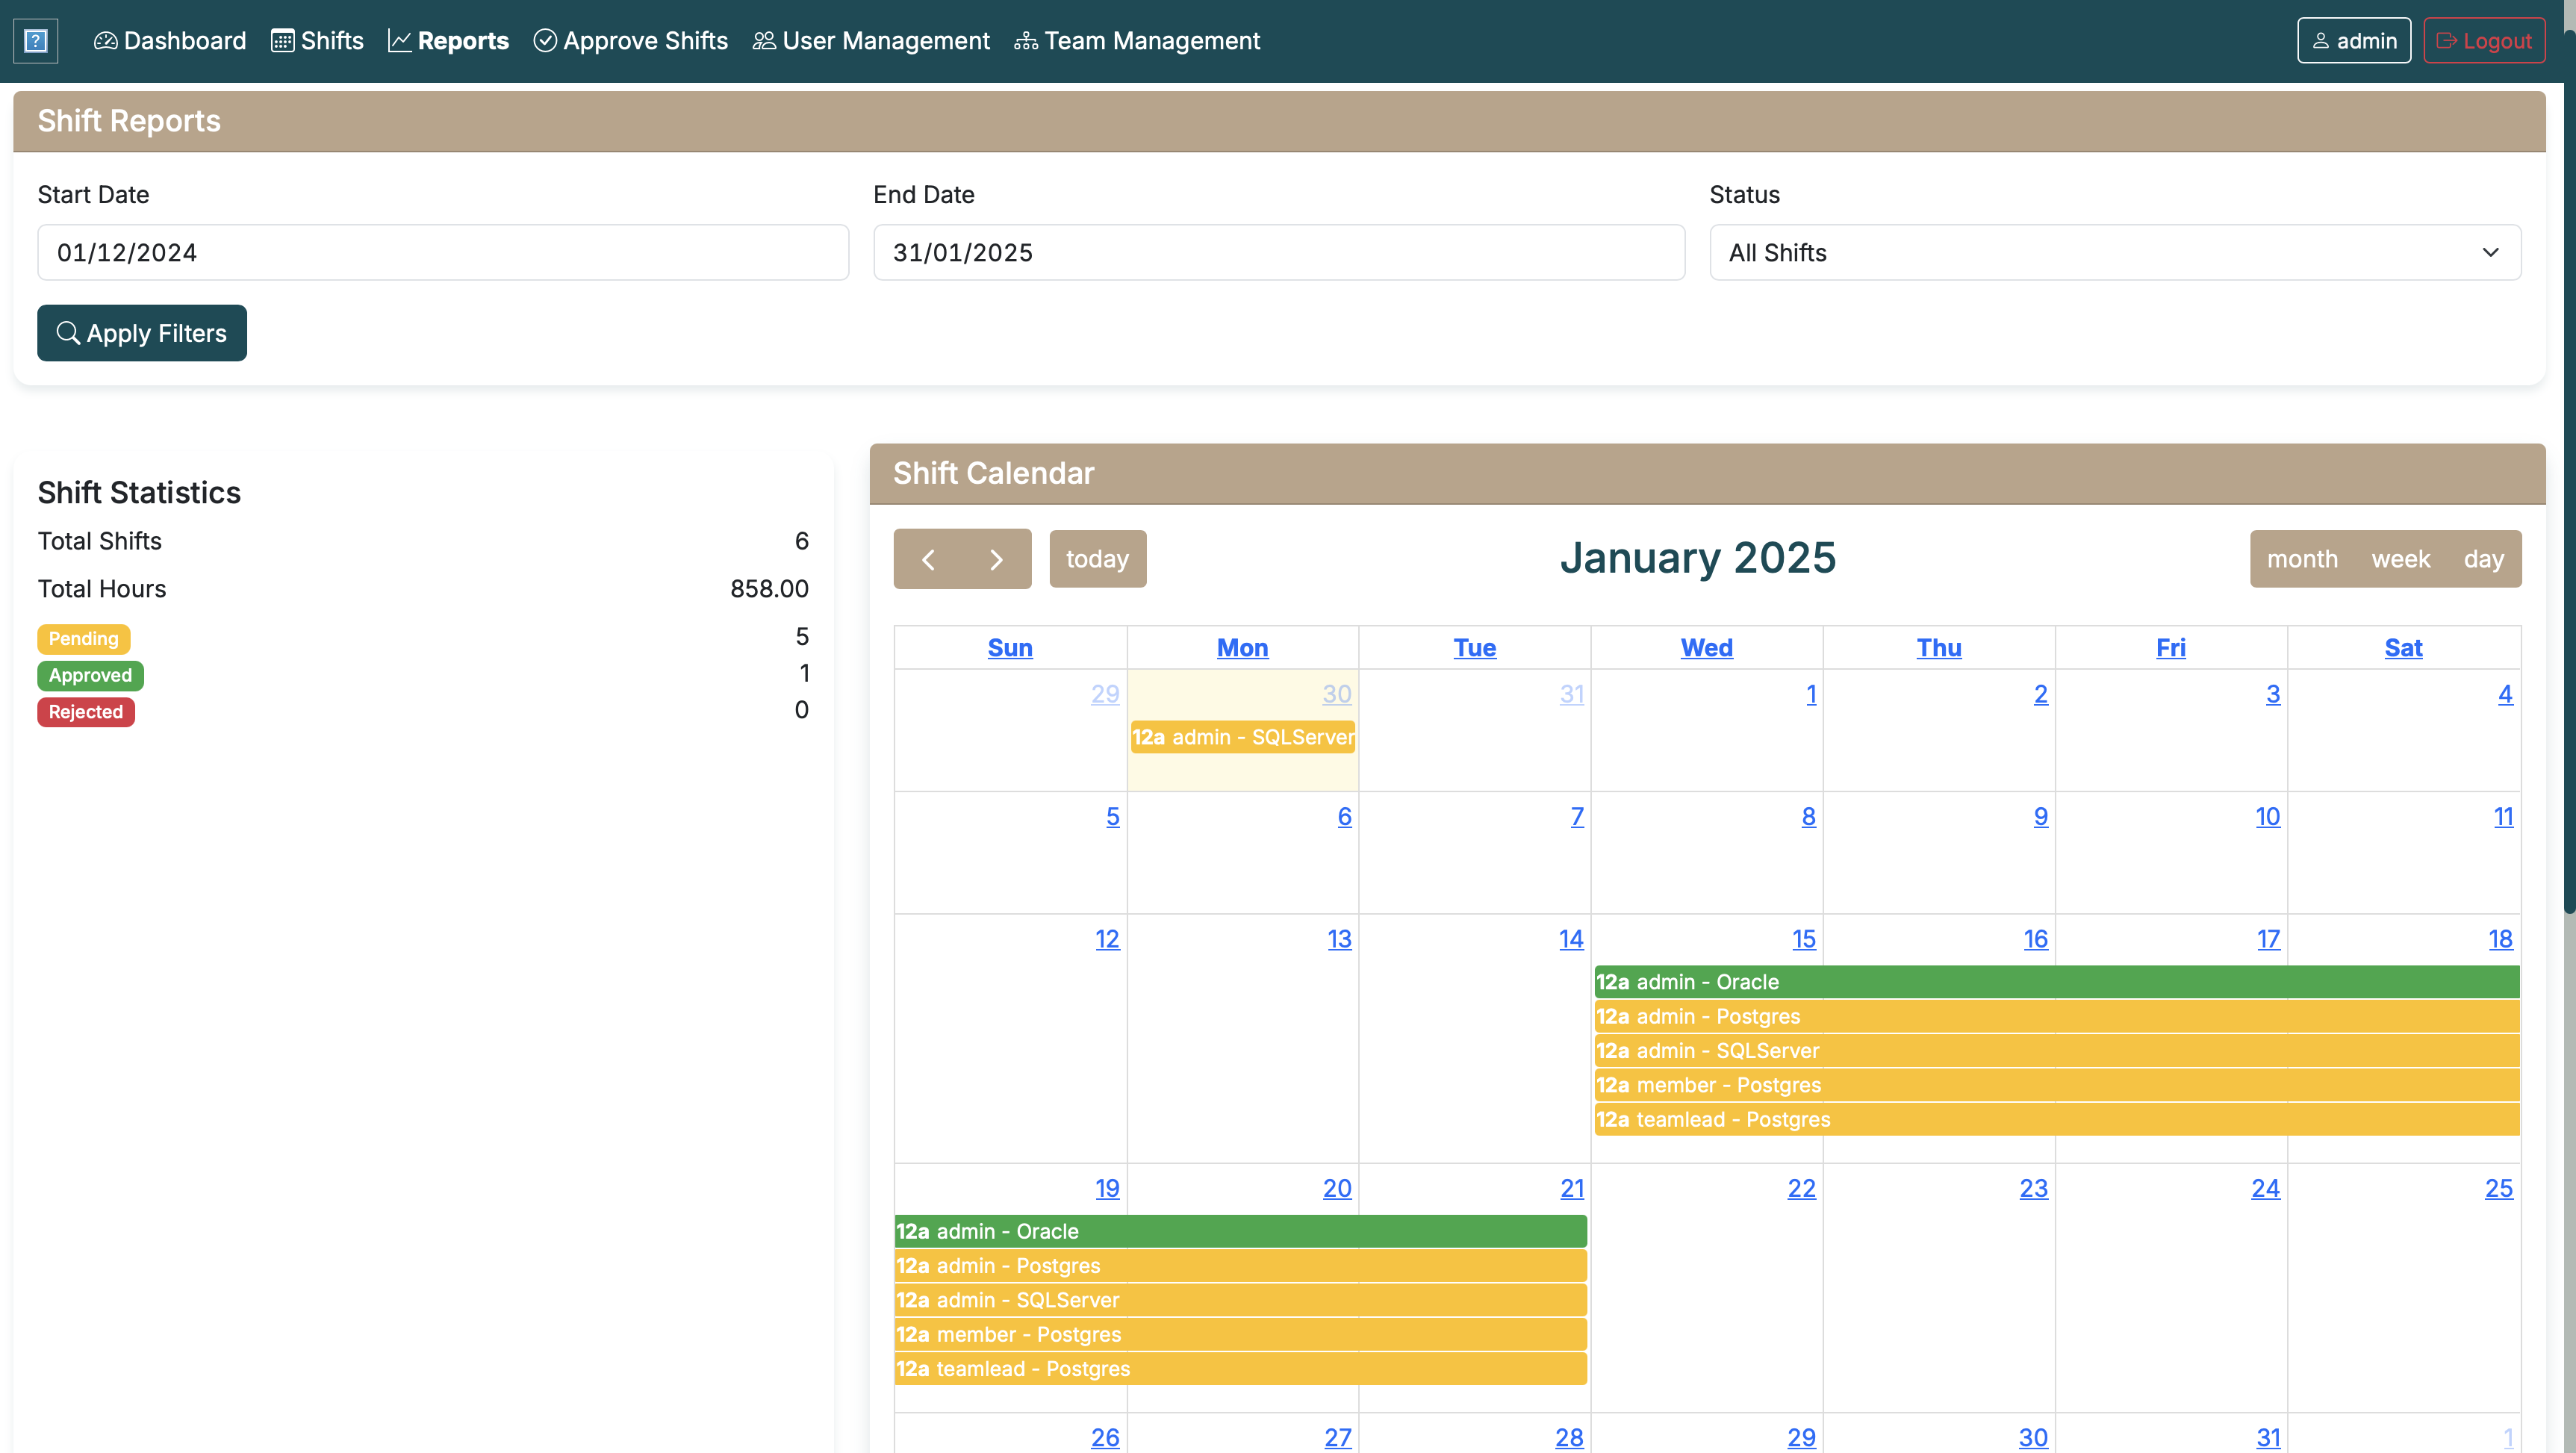 Dashboard Shifts Reports Approve Shifts User Management Team Management admin Logout
Shift Reports
Start Date End Date Status
01/12/2024 31/01/2025 All Shifts
Apply Filters
Shift Statistics
Total Shifts 6
Total Hours 858.00
Pending 5
Approved 1
Rejected 0
Shift Calendar
today January 2025 month week day
Sun Mon Tue Wed Thu Fri Sat
29 30 31 1 2 3 4
12a admin - SQLServer
5 6 7 8 9 10 11
12 13 14 15 16 17 18
12a admin - Oracle
12a admin - Postgres
12a admin - SQLServer
12a member - Postgres
12a teamlead - Postgres
19 20 21 22 23 24 25
12a admin - Oracle
12a admin - Postgres
12a admin - SQLServer
12a member - Postgres
12a teamlead - Postgres
26 27 28 29 30 31 1